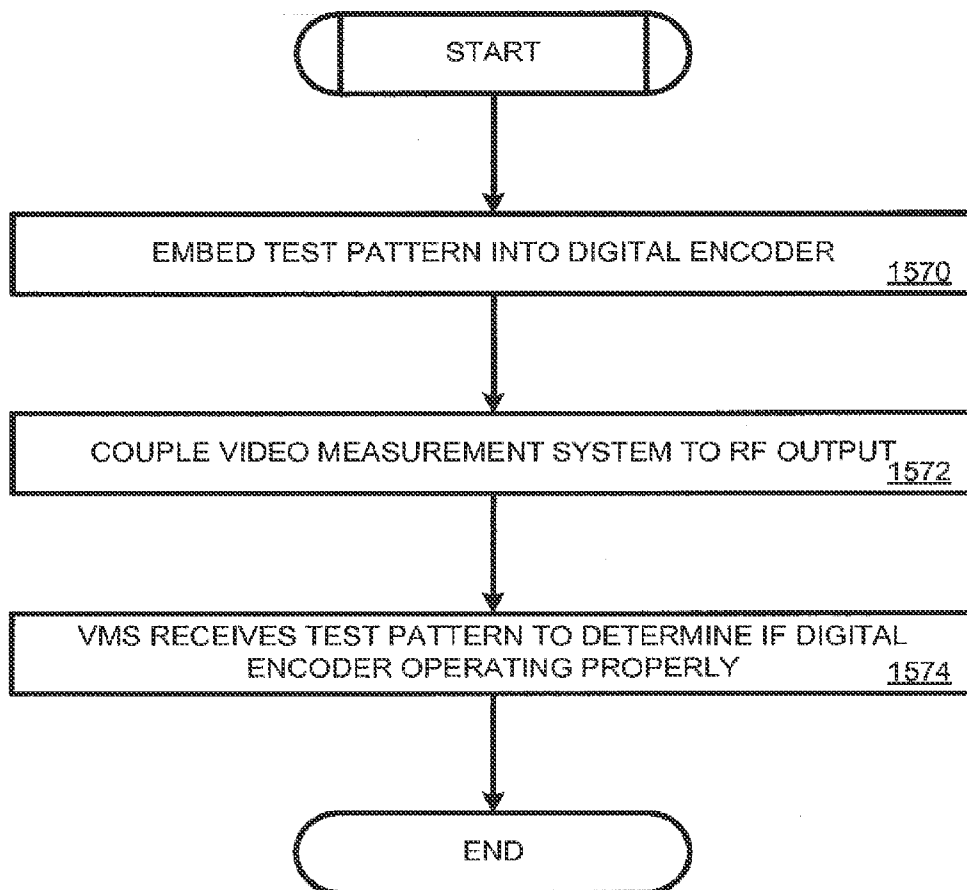 START
EMBED TEST PATTERN INTO DIGITAL ENCODER
1570
COUPLE VIDEO MEASUREMENT SYSTEM TO RF OUTPUT
1572
VMS RECEIVES TEST PATTERN TO DETERMINE IF DIGITAL
ENCODER OPERATING PROPERLY
1574
END